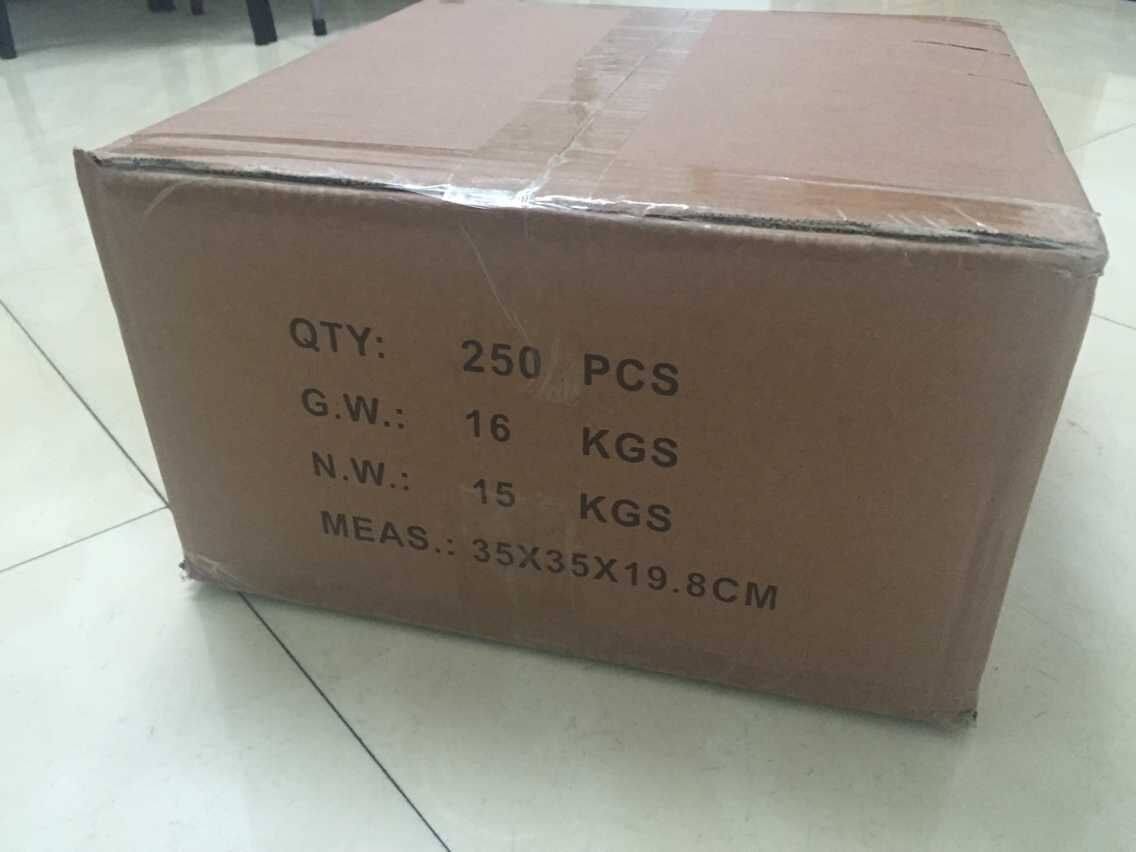 QTY: 250 PCS
G.W.: 16 KGS
N.W.: 15 KGS
MEAS.: 35X35X19.8CM